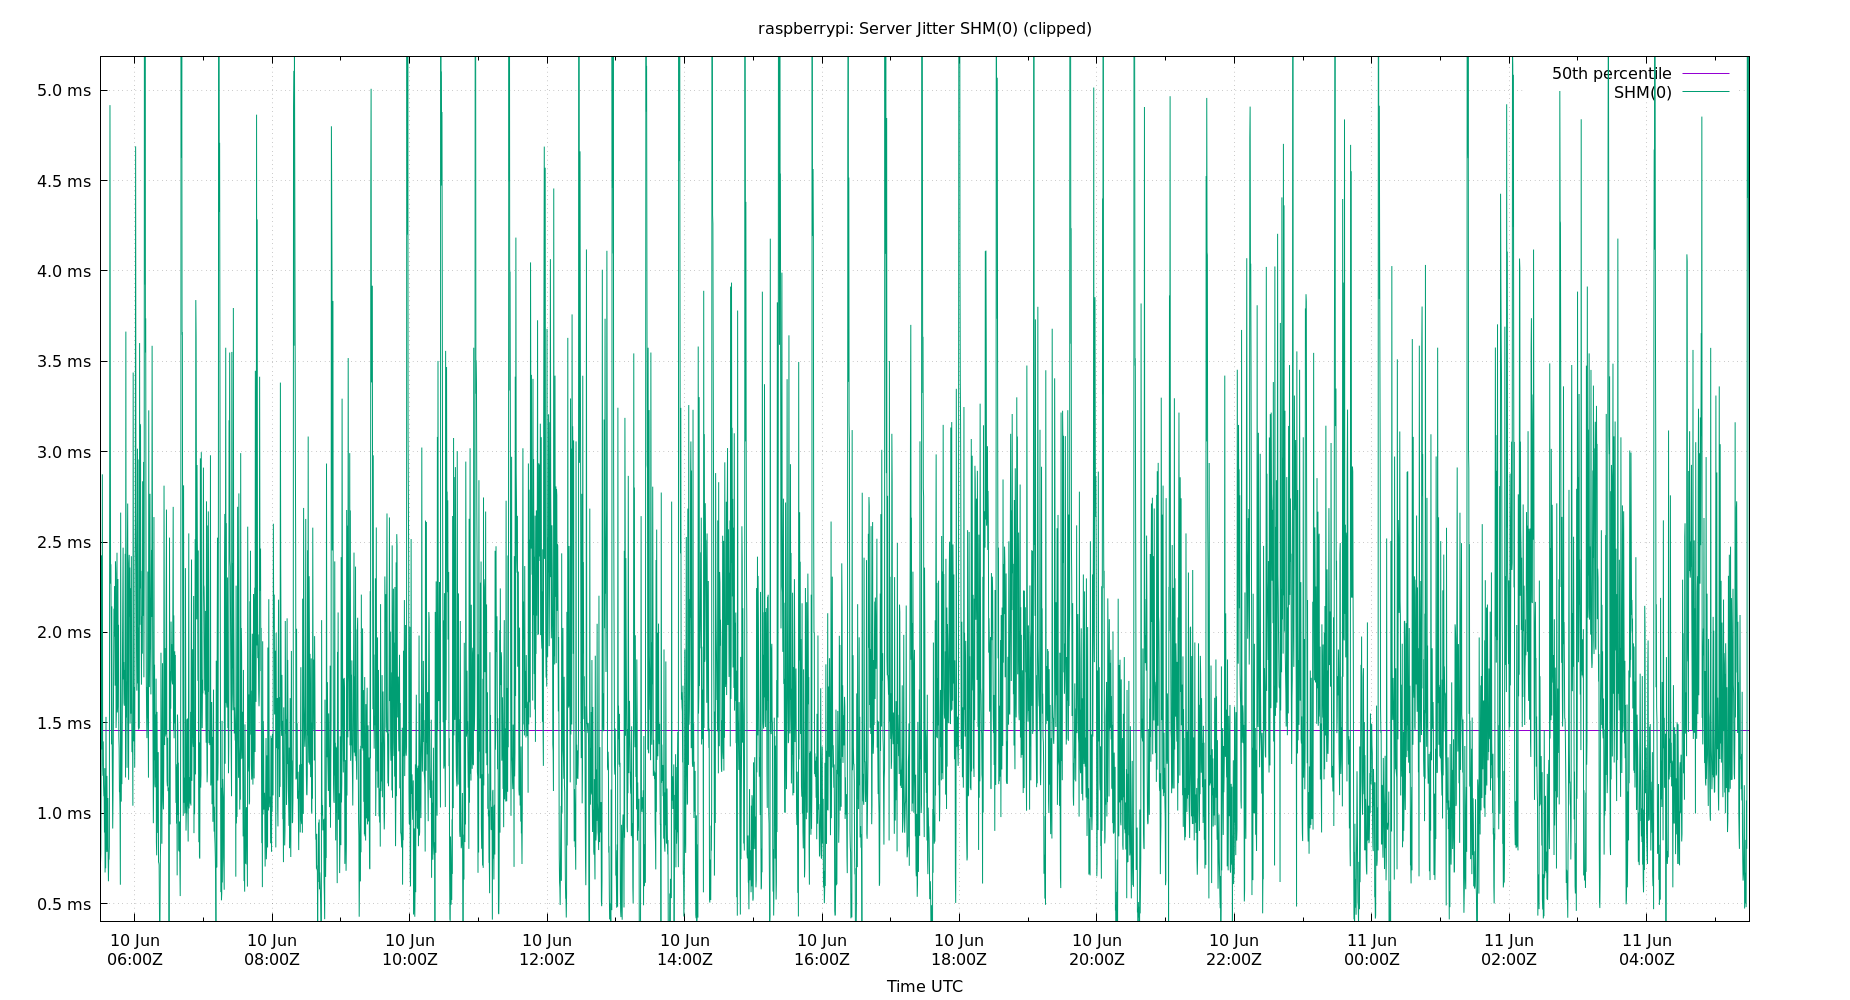 raspberrypi: Server Jitter SHM(0) (clipped)
50th percentile
SHM(0)
5.0 ms
4.5 ms
4.0 ms
3.5 ms
3.0 ms
2.5 ms
2.0 ms
1.5 ms
1.0 ms
0.5 ms
10 Jun 10 Jun 10 Jun 10 Jun 10 Jun 10 Jun 10 Jun 10 Jun 10 Jun 11 Jun 11 Jun 11 Jun
06:00Z 08:00Z 10:00Z 12:00Z 14:00Z 16:00Z 18:00Z 20:00Z 22:00Z 00:00Z 02:00Z 04:00Z
Time UTC